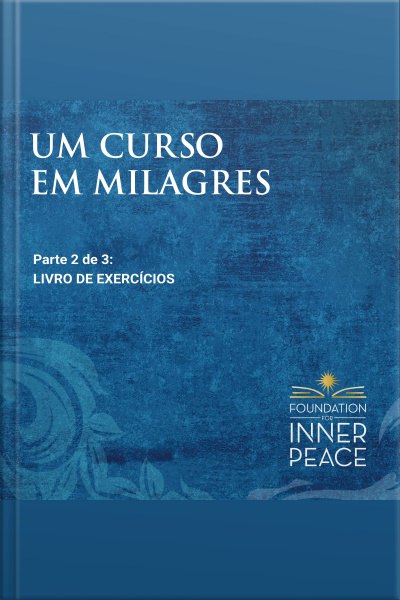 UM CURSO
EM MILAGRES
Parte 2 de 3:
LIVRO DE EXERCÍCIOS
FOUNDATION
FOR
INNER
PEACE